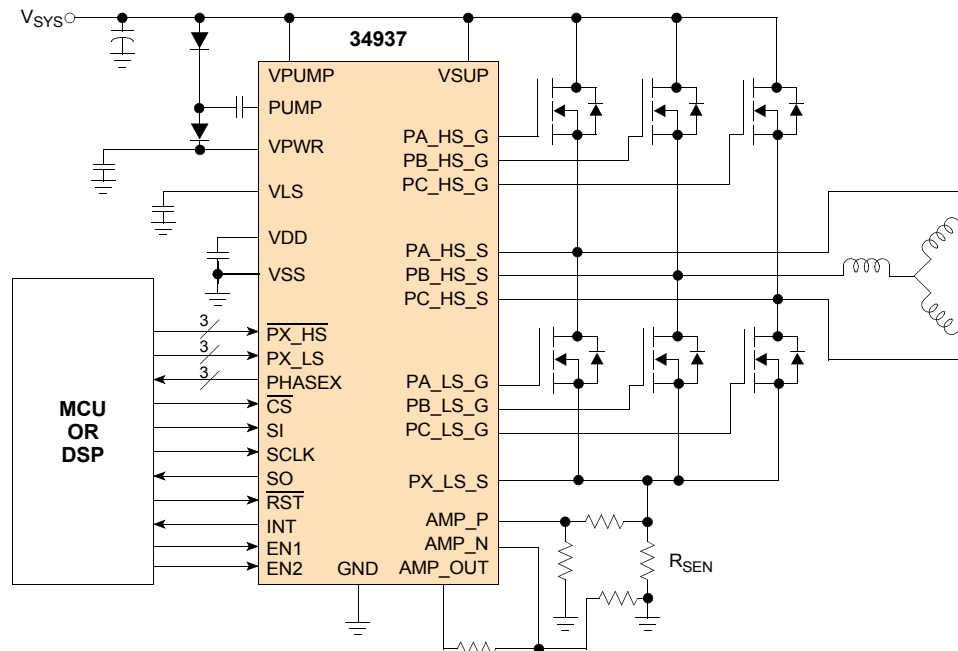 VSYS
34937
VPUMP
VSUP
PUMP
VPWR
VLS
VDD
VSS
PA_HS_G
PB_HS_G
PC_HS_G
PA_HS_S
PB_HS_S
PC_HS_S
MCU
OR
DSP
3
3
3
PX_HS
PX_LS
PHASEX
CS
SI
SCLK
SO
RST
INT
EN1
EN2
GND
PA_LS_G
PB_LS_G
PC_LS_G
PX_LS_S
AMP_P
AMP_N
AMP_OUT
RSEN